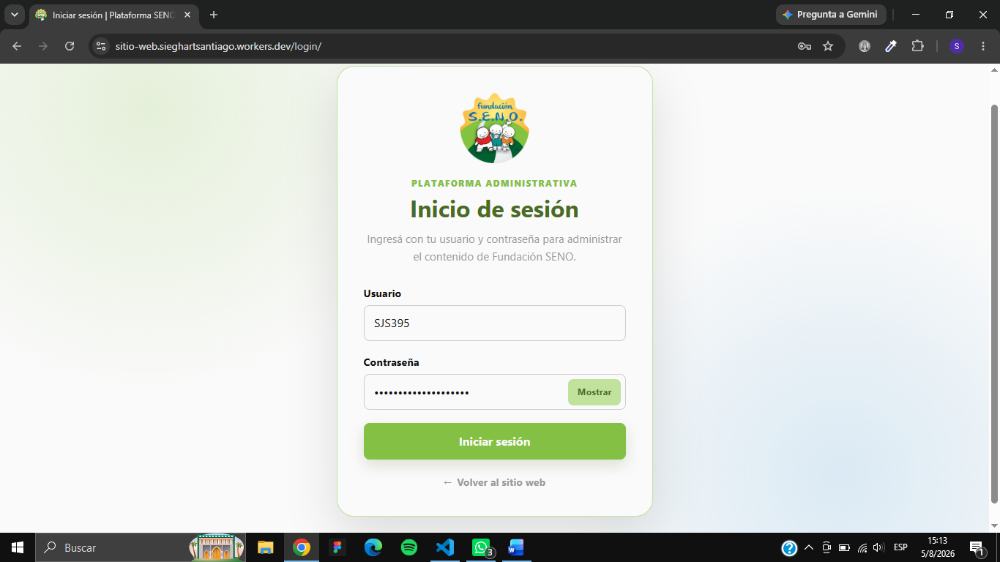 Iniciar sesión | Plataforma SENO
Pregunta a Gemini
sitio-web.sieghartsantiago.workers.dev/login/
S
fundación
S.E.N.O.
PLATAFORMA ADMINISTRATIVA
Inicio de sesión
Ingresá con tu usuario y contraseña para administrar
el contenido de Fundación SENO.
Usuario
SJS395
Contraseña
••••••••••••••••••••
Mostrar
Iniciar sesión
← Volver al sitio web
Buscar
3
W
ESP
15:13
5/8/2026
1